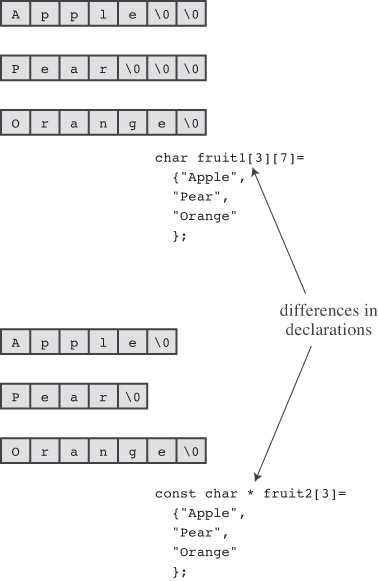 A p p l e \0 \0
P e a r \0 \0 \0
O r a n g e \0
char fruit1[3][7]=
{"Apple",
"Pear",
"Orange"
};
differences in
declarations
A p p l e \0
P e a r \0
O r a n g e \0
const char * fruit2[3]=
{"Apple",
"Pear",
"Orange"
};